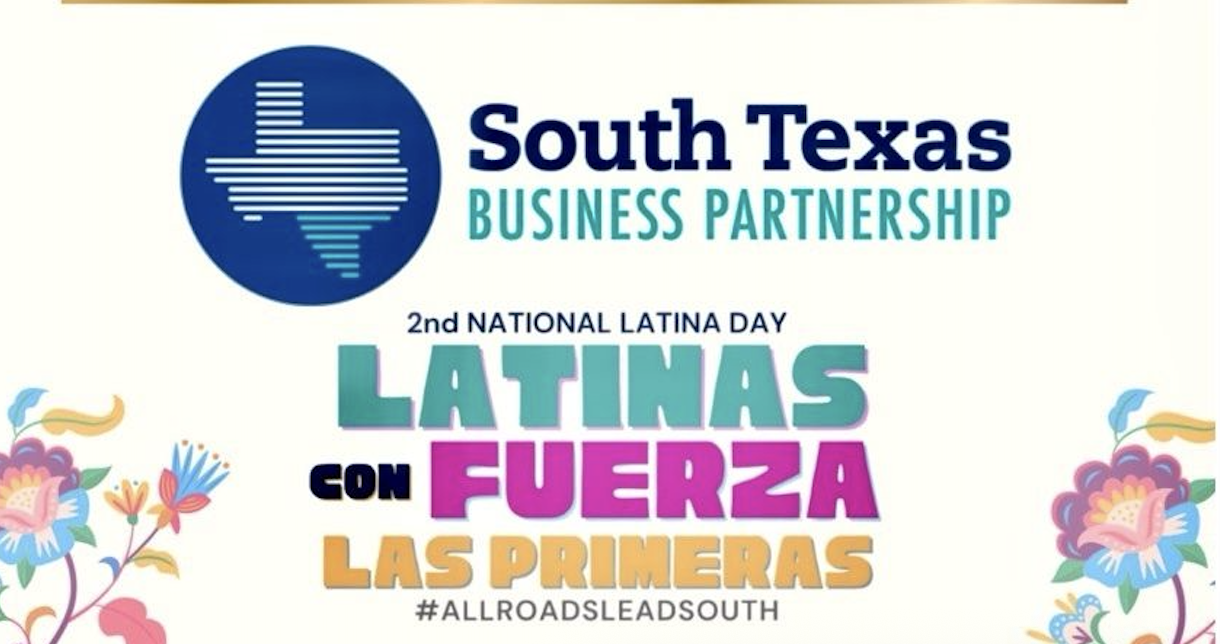 South Texas
BUSINESS PARTNERSHIP
2nd NATIONAL LATINA DAY
LATINAS
CON FUERZA
LAS PRIMERAS
#ALLROADSLEADSOUTH